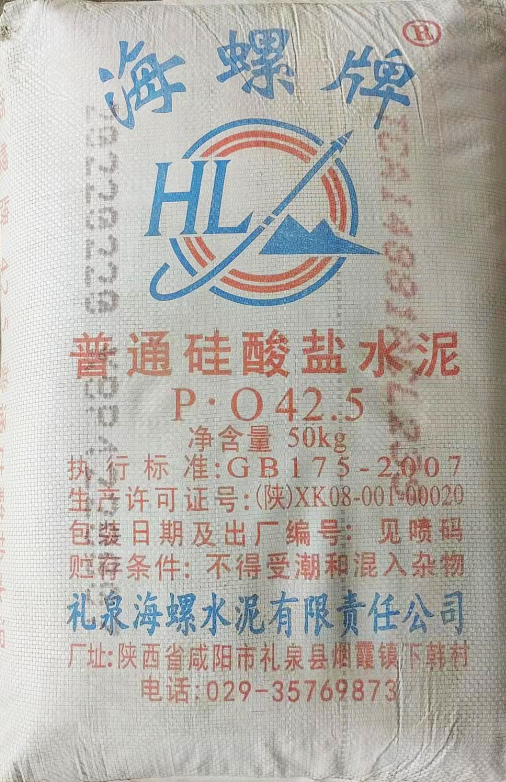 海螺牌
HL
普通硅酸盐水泥
P·O 42.5
净含量 50kg
执行标准:GB175-2007
生产许可证号:(陕)XK08-001-00020
包装日期及出厂编号: 见喷码
贮存条件: 不得受潮和混入杂物
礼泉海螺水泥有限责任公司
厂址:陕西省咸阳市礼泉县烟霞镇下韩村
电话:029-35769873